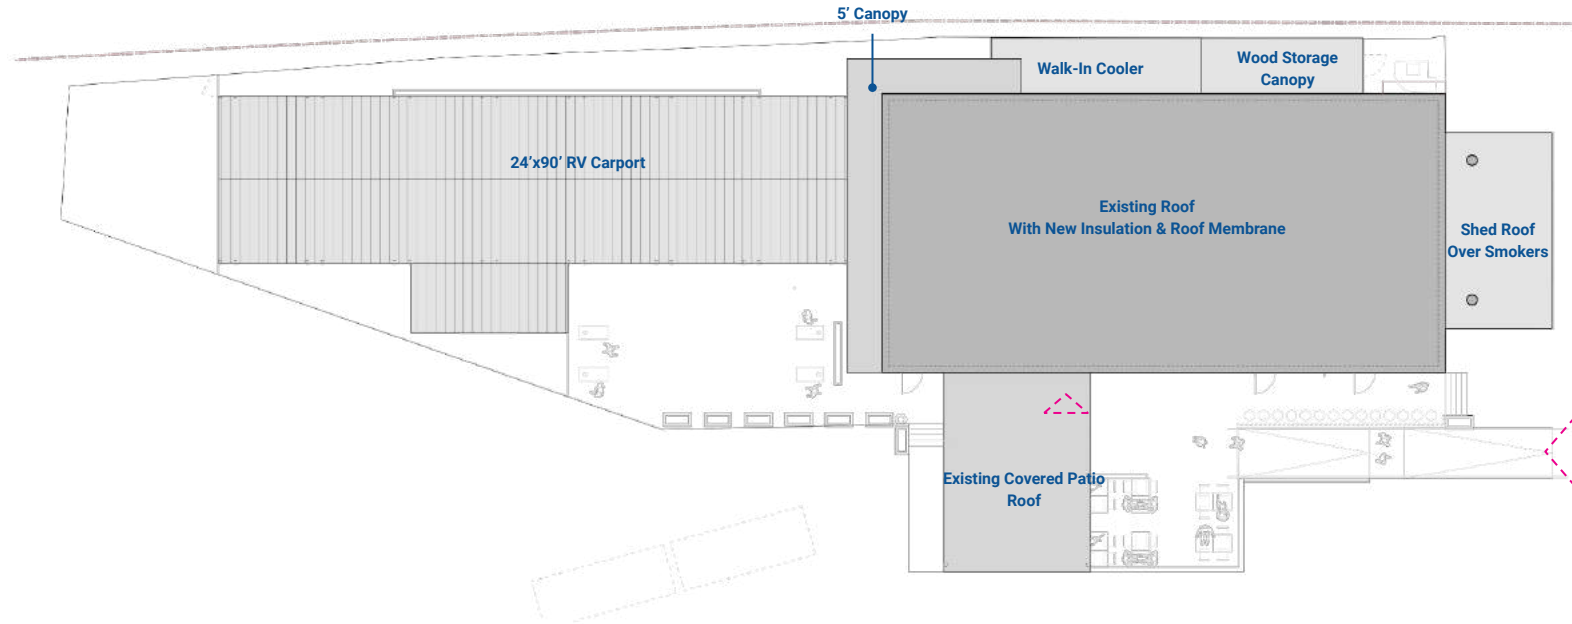 5’ Canopy
Walk-In Cooler
Wood Storage
Canopy
24’x90’ RV Carport
Existing Roof
With New Insulation & Roof Membrane
Shed Roof
Over Smokers
Existing Covered Patio
Roof